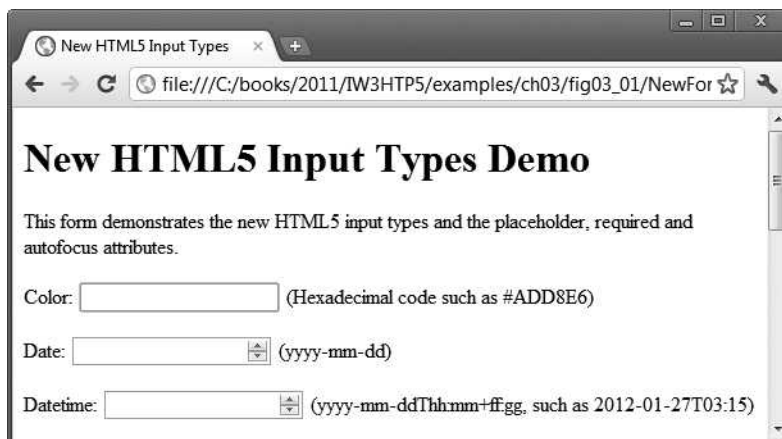 New HTML5 Input Types
file:///C:/books/2011/IW3HTP5/examples/ch03/fig03_01/NewFor
New HTML5 Input Types Demo
This form demonstrates the new HTML5 input types and the placeholder, required and
autofocus attributes.
Color: (Hexadecimal code such as #ADD8E6)
Date: (yyyy-mm-dd)
Datetime: (yyyy-mm-ddThh:mm+ff:gg, such as 2012-01-27T03:15)